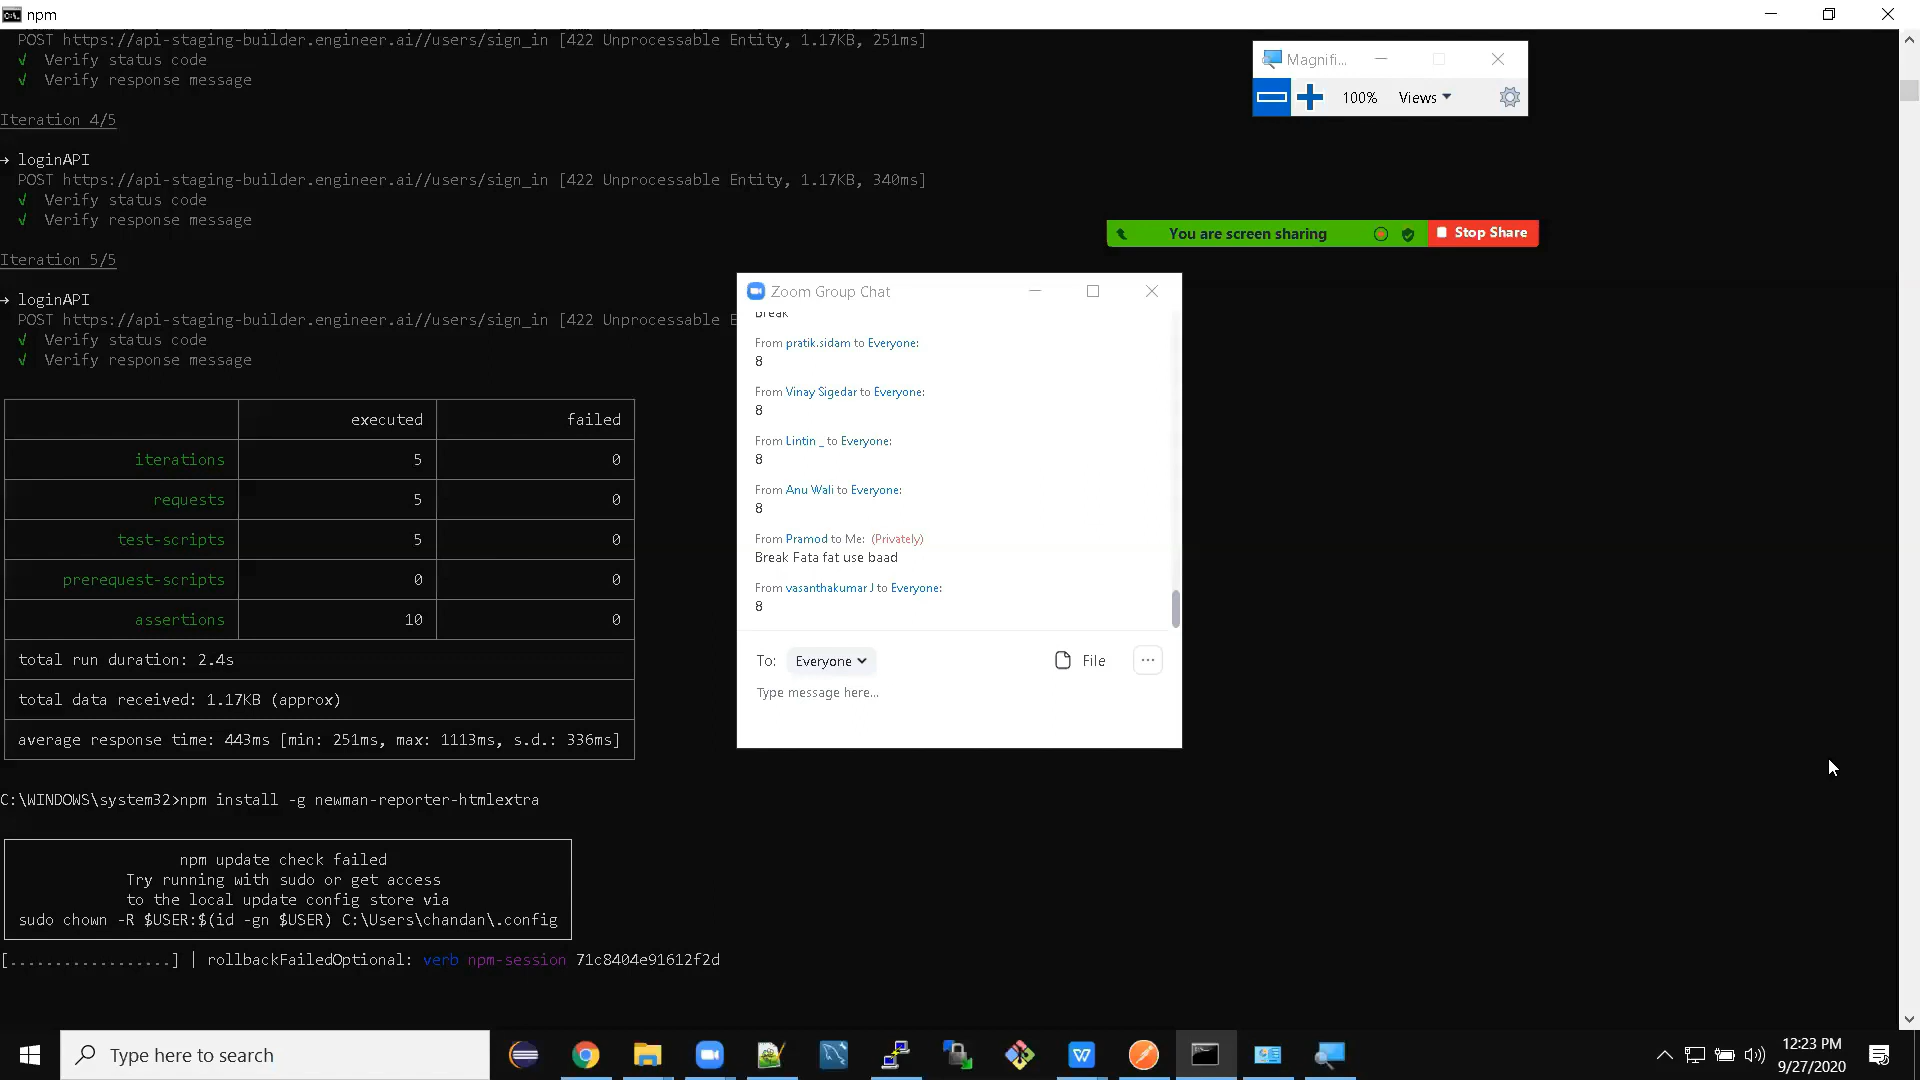 npm
POST https://api-staging-builder.engineer.ai//users/sign_in [422 Unprocessable Entity, 1.17KB, 251ms]
√ Verify status code
√ Verify response message
Iteration 4/5
→ loginAPI
POST https://api-staging-builder.engineer.ai//users/sign_in [422 Unprocessable Entity, 1.17KB, 340ms]
√ Verify status code
√ Verify response message
Iteration 5/5
→ loginAPI
POST https://api-staging-builder.engineer.ai//users/sign_in [422 Unprocessable E
√ Verify status code
√ Verify response message
executed failed
iterations 5 0
requests 5 0
test-scripts 5 0
prerequest-scripts 0 0
assertions 10 0
total run duration: 2.4s
total data received: 1.17KB (approx)
average response time: 443ms [min: 251ms, max: 1113ms, s.d.: 336ms]
C:\WINDOWS\system32>npm install -g newman-reporter-htmlextra
npm update check failed
Try running with sudo or get access
to the local update config store via
sudo chown -R $USER:$(id -gn $USER) C:\Users\chandan\.config
[..................] | rollbackFailedOptional: verb npm-session 71c8404e91612f2d
Magnifi...
100% Views
You are screen sharing Stop Share
Zoom Group Chat
Break
From pratik.sidam to Everyone:
8
From Vinay Sigedar to Everyone:
8
From Lintin _ to Everyone:
8
From Anu Wali to Everyone:
8
From Pramod to Me: (Privately)
Break Fata fat use baad
From vasanthakumar J to Everyone:
8
To: Everyone File ...
Type message here...
Type here to search
12:23 PM
9/27/2020